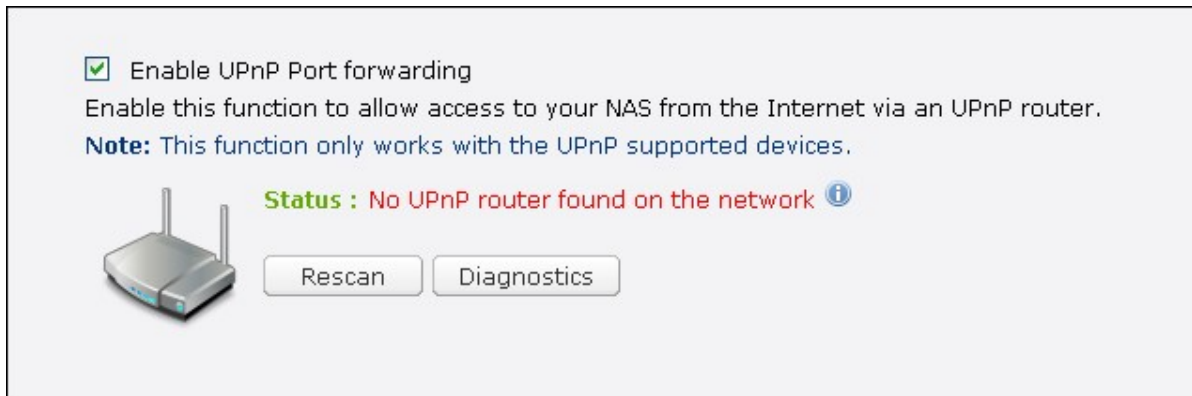 Enable UPnP Port forwarding
Enable this function to allow access to your NAS from the Internet via an UPnP router.
Note: This function only works with the UPnP supported devices.
Status : No UPnP router found on the network
Rescan Diagnostics